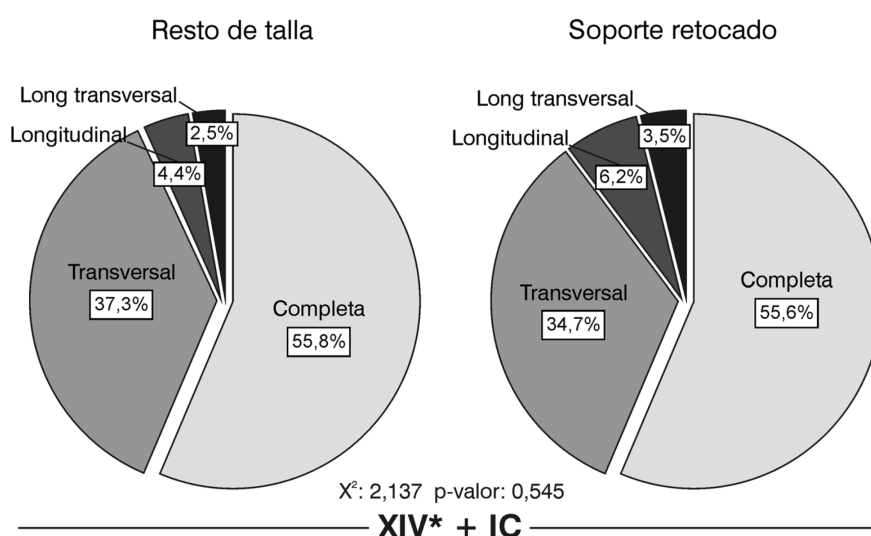 Resto de talla
Long transversal
2,5%
Longitudinal
4,4%
Transversal
37,3%
Completa
55,8%
Soporte retocado
Long transversal
3,5%
Longitudinal
6,2%
Transversal
34,7%
Completa
55,6%
X²: 2,137 p-valor: 0,545
XIV* + IC